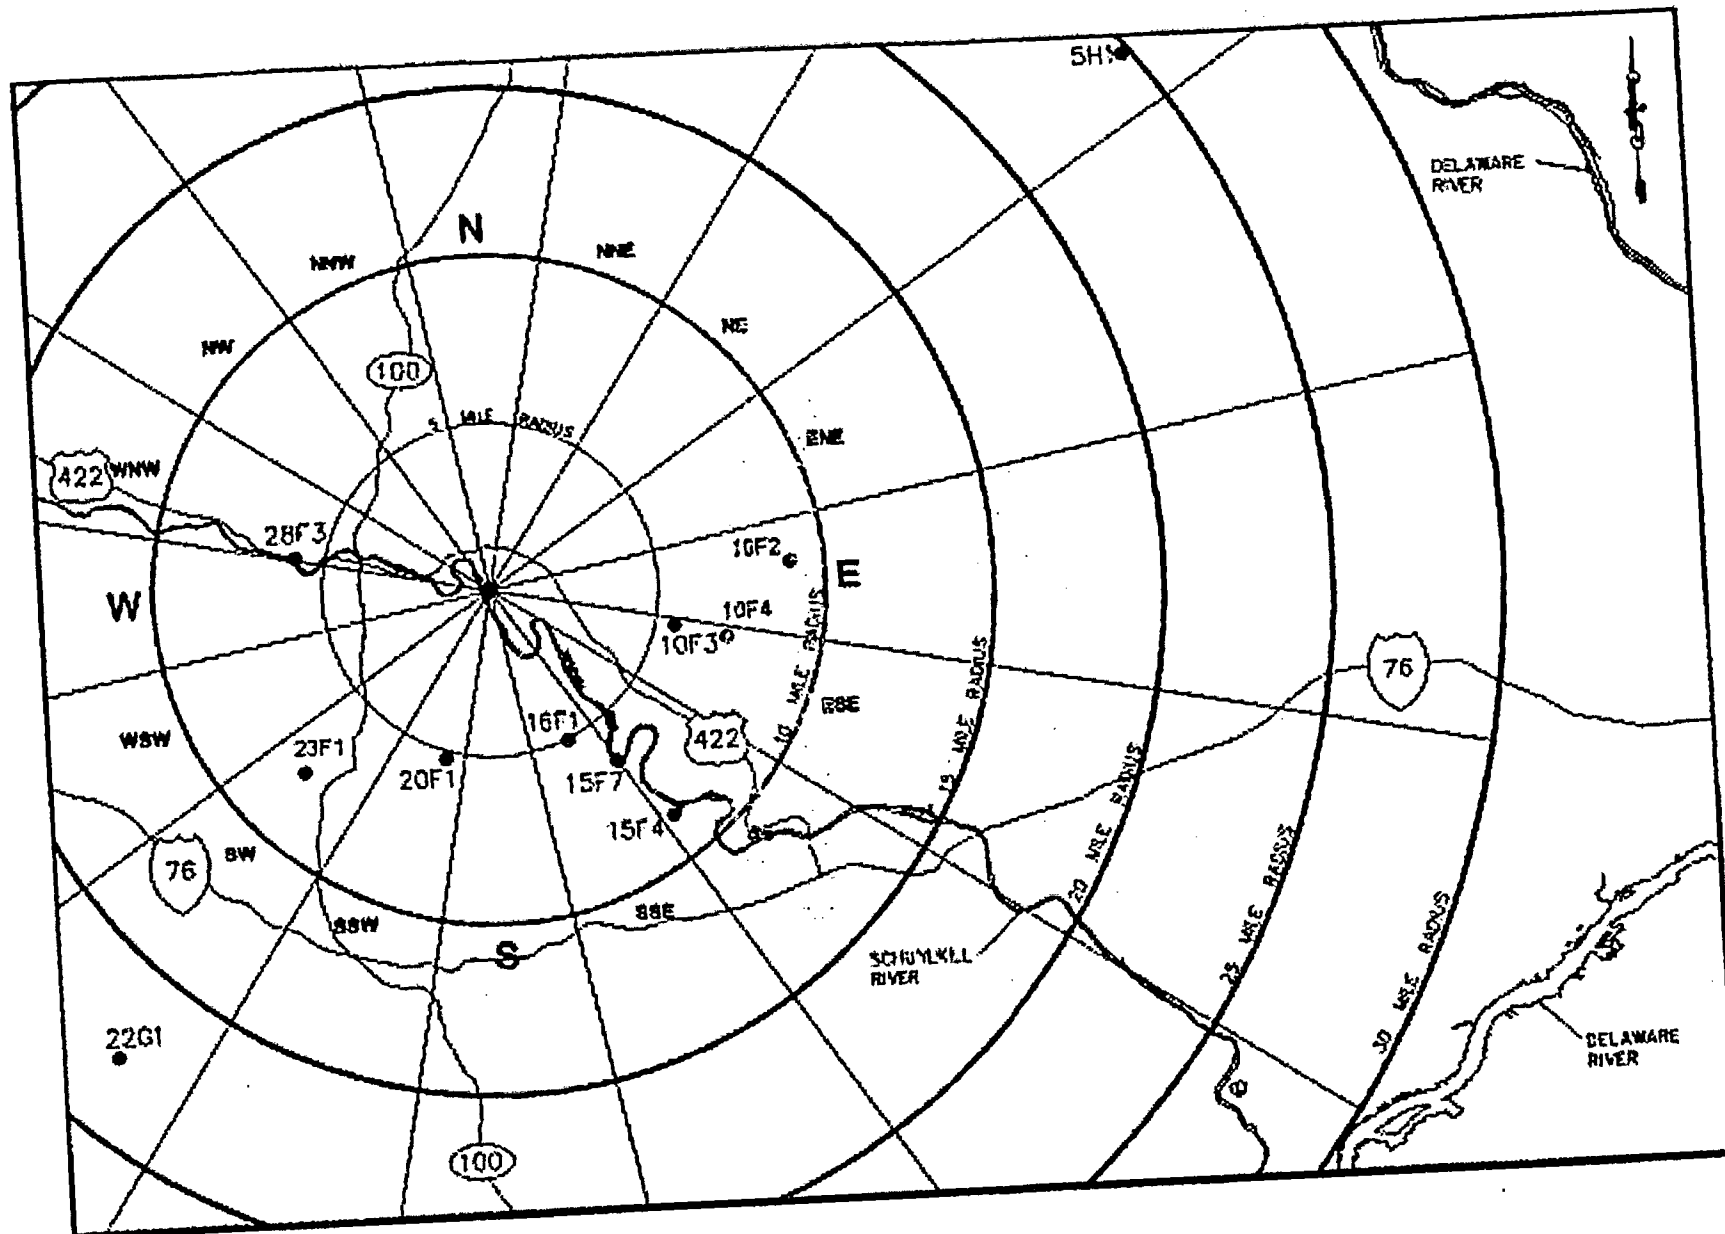 5H1
DELAWARE
RIVER
N
NNW
NNE
NW
NE
100
5 MILE RADIUS
ENE
422
WNW
28F3
10F2
E
W
10F4
10F3
ESE
76
WSW
23F1
20F1
16F1
15F7
422
15F4
10 MILE RADIUS
15 MILE RADIUS
20 MILE RADIUS
25 MILE RADIUS
30 MILE RADIUS
76
SW
SSW
S
SSE
SCHUYLKILL
RIVER
22G1
DELAWARE
RIVER
100